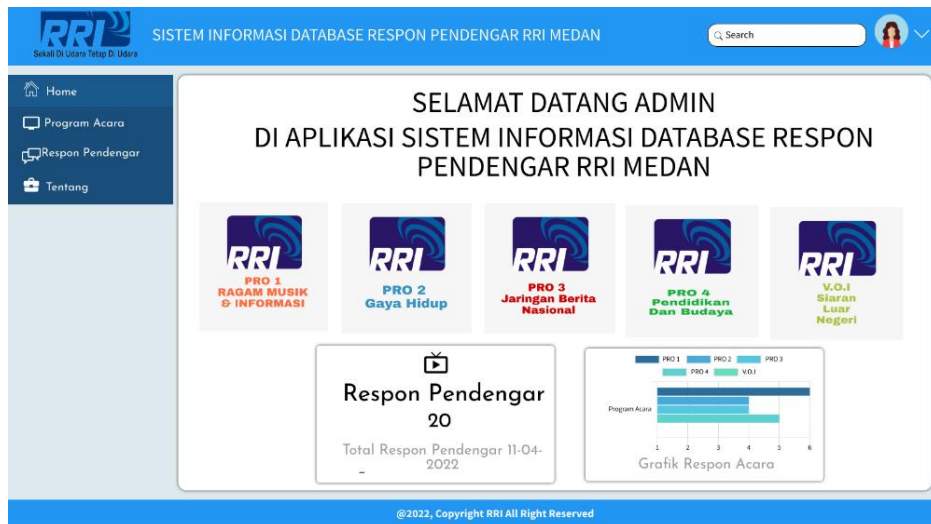 RRI
Sekali Di Udara Tetap Di Udara
SISTEM INFORMASI DATABASE RESPON PENDENGAR RRI MEDAN
Search
Home
Program Acara
Respon Pendengar
Tentang
SELAMAT DATANG ADMIN
DI APLIKASI SISTEM INFORMASI DATABASE RESPON
PENDENGAR RRI MEDAN
RRI
PRO 1
RAGAM MUSIK
& INFORMASI
RRI
PRO 2
Gaya Hidup
RRI
PRO 3
Jaringan Berita
Nasional
RRI
PRO 4
Pendidikan
Dan Budaya
RRI
V.O.I
Siaran
Luar
Negeri
Respon Pendengar
20
Total Respon Pendengar 11-04-
2022
PRO 1 PRO 2 PRO 3
PRO 4 V.O.I
Program Acara
1 2 3 4 5 6
Grafik Respon Acara
@2022, Copyright RRI All Right Reserved